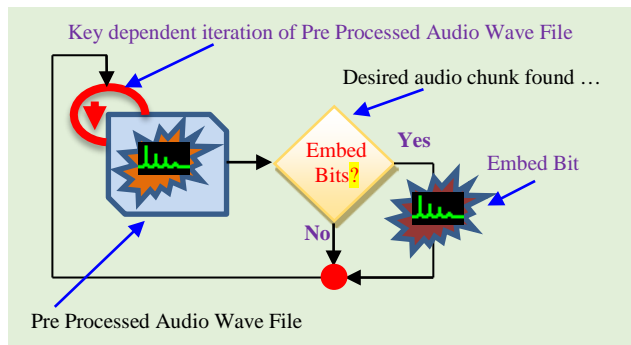 Key dependent iteration of Pre Processed Audio Wave File
Desired audio chunk found …
Embed
Bits?
Yes
Embed Bit
No
Pre Processed Audio Wave File